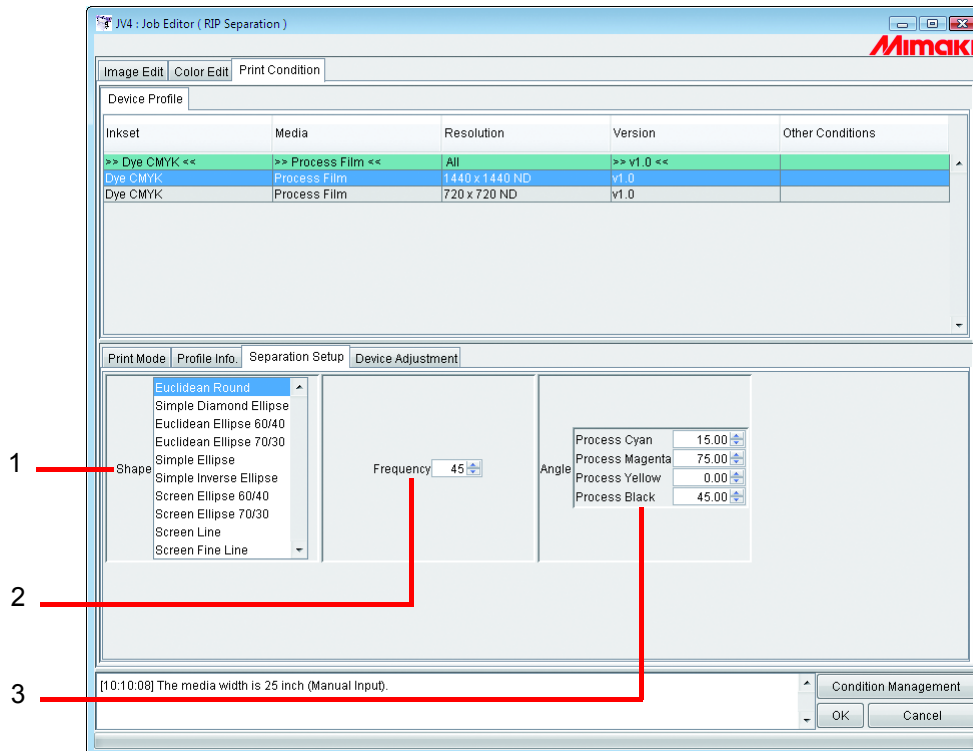 JV4 : Job Editor ( RIP Separation )
Mimaki
Image Edit Color Edit Print Condition
Device Profile
Inkset Media Resolution Version Other Conditions
>> Dye CMYK << >> Process Film << All >> v1.0 <<
Dye CMYK Process Film 1440 x 1440 ND v1.0
Dye CMYK Process Film 720 x 720 ND v1.0
Print Mode Profile Info. Separation Setup Device Adjustment
1
Shape
Euclidean Round
Simple Diamond Ellipse
Euclidean Ellipse 60/40
Euclidean Ellipse 70/30
Simple Ellipse
Simple Inverse Ellipse
Screen Ellipse 60/40
Screen Ellipse 70/30
Screen Line
Screen Fine Line
Frequency 45
Angle
Process Cyan 15.00
Process Magenta 75.00
Process Yellow 0.00
Process Black 45.00
2
3
[10:10:08] The media width is 25 inch (Manual Input).
Condition Management
OK Cancel